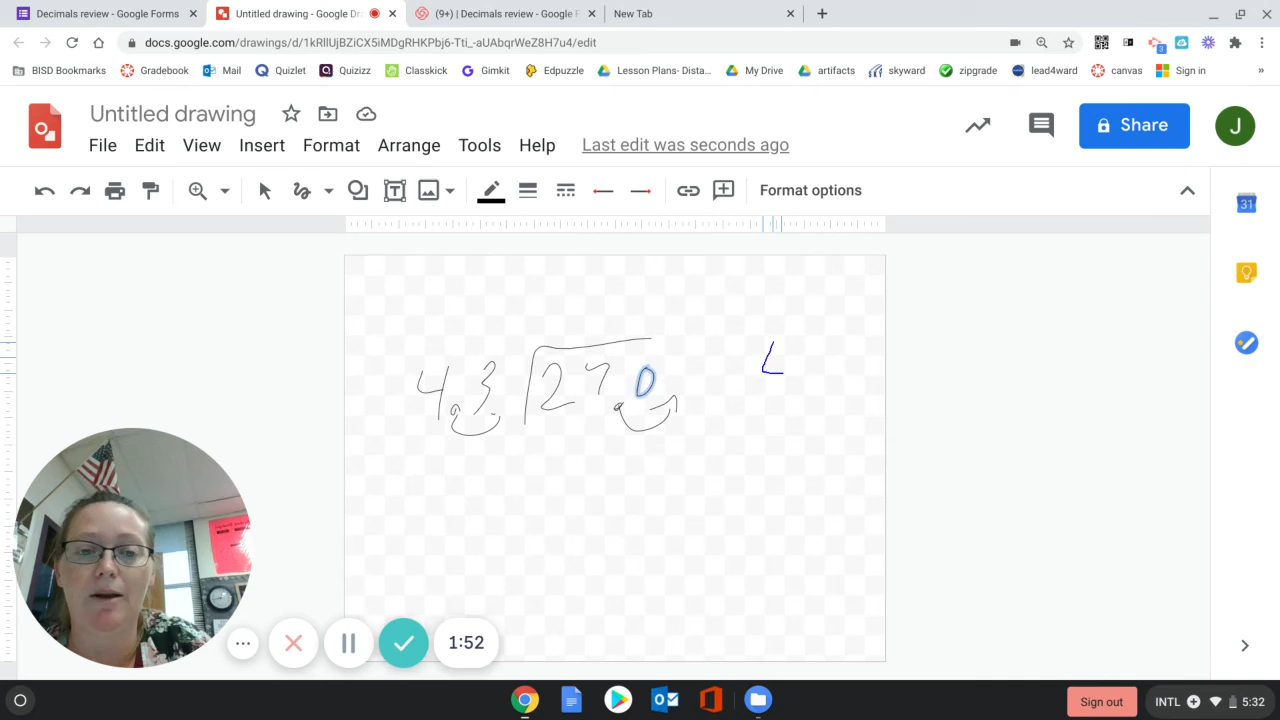 Decimals review - Google Forms
Untitled drawing - Google Dr
(9+) | Decimals review - Google F
New Tab
docs.google.com/drawings/d/1kRllUjBZiCX5iMDgRHKPbj6-Tti_-aUAbqrWeZ8H7u4/edit
BISD Bookmarks
Gradebook
Mail
Quizlet
Quizizz
Classkick
Gimkit
Edpuzzle
Lesson Plans- Dista...
My Drive
artifacts
skyward
zipgrade
lead4ward
canvas
Sign in
»
Untitled drawing
Share
J
File Edit View Insert Format Arrange Tools Help Last edit was seconds ago
Format options
31
4.3 27.0
1:52
Sign out
INTL
5:32